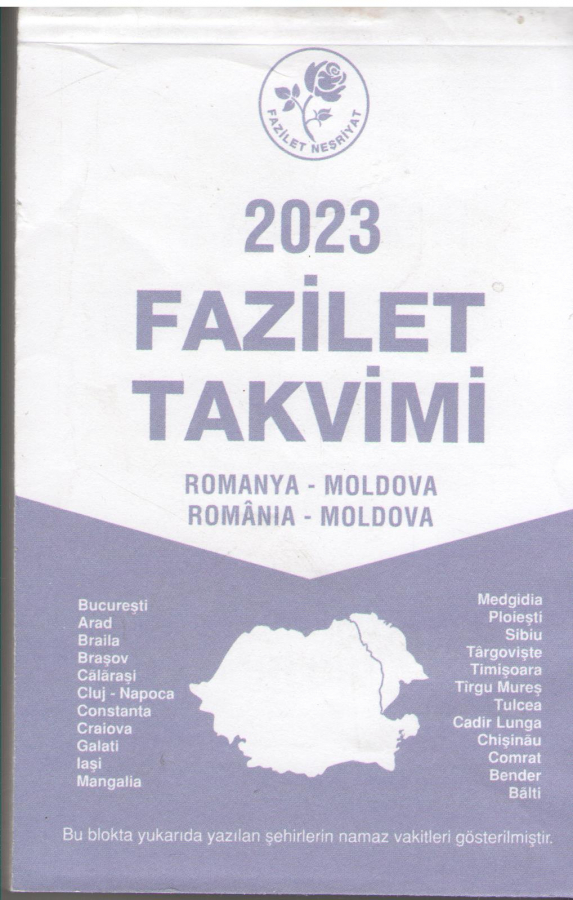 FAZİLET NEŞRİYAT
2023
FAZİLET
TAKVİMİ
ROMANYA - MOLDOVA
ROMÂNIA - MOLDOVA
Bucureşti
Arad
Braila
Braşov
Călăraşi
Cluj - Napoca
Constanta
Craiova
Galati
Iaşi
Mangalia
Medgidia
Ploieşti
Sibiu
Târgovişte
Timişoara
Tîrgu Mureş
Tulcea
Cadir Lunga
Chişinău
Comrat
Bender
Bălti
Bu blokta yukarıda yazılan şehirlerin namaz vakitleri gösterilmiştir.